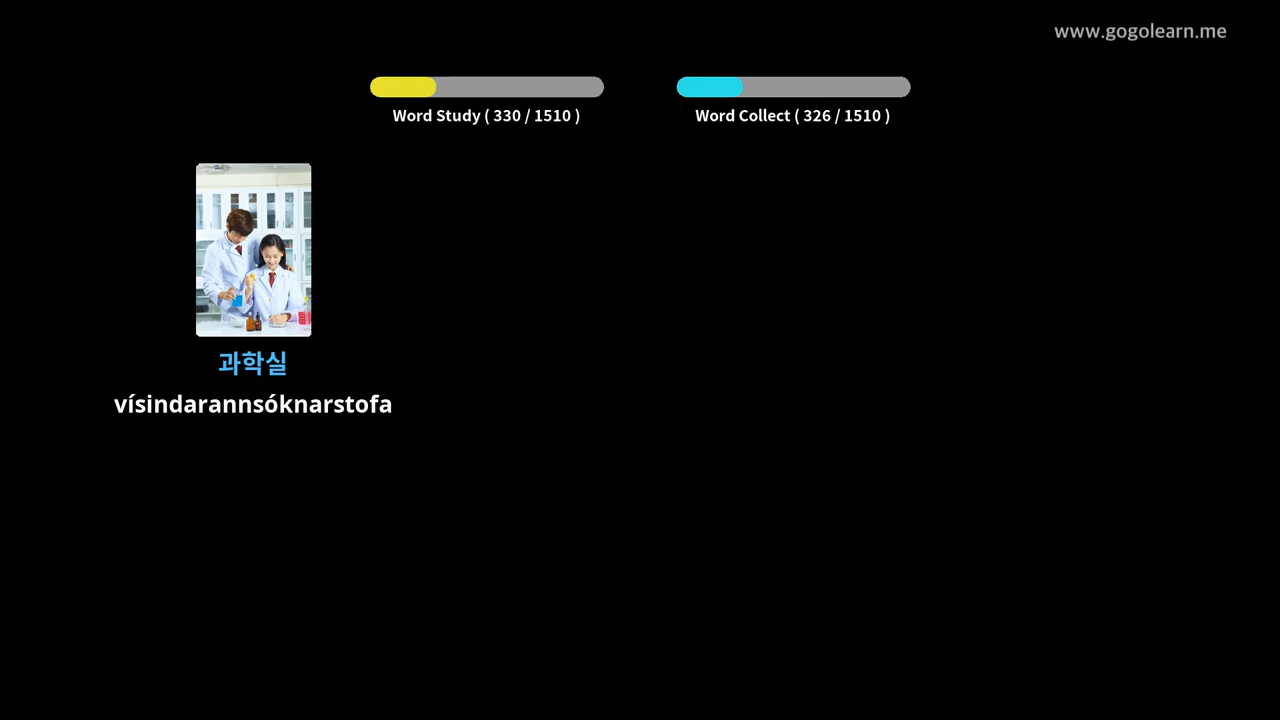 www.gogolearn.me
Word Study ( 330 / 1510 )
Word Collect ( 326 / 1510 )
과학실
vísindarannsóknarstofa